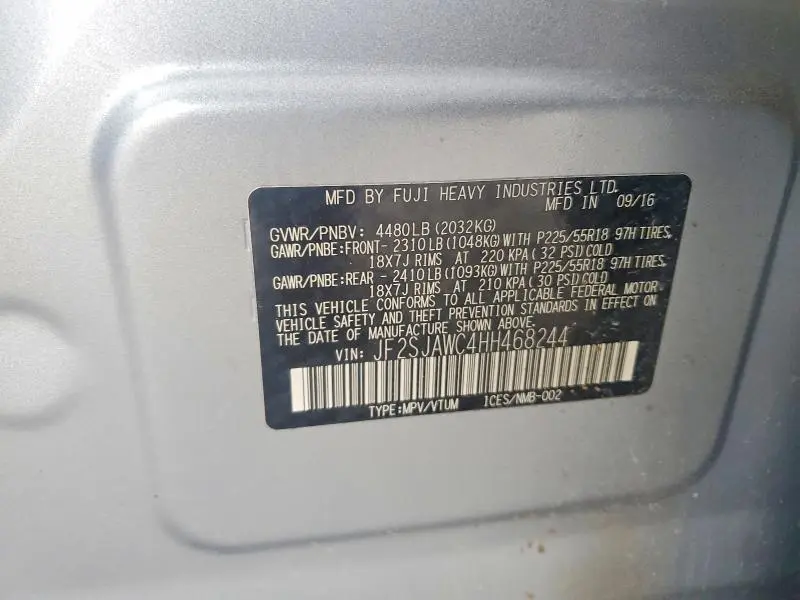 MFD BY FUJI HEAVY INDUSTRIES LTD.
MFD IN 09/16
GVWR/PNBV: 4480LB(2032KG)
GAWR/PNBE:FRONT- 2310LB(1048KG)WITH P225/55R18 97H TIRES,
18X7J RIMS AT 220 KPA( 32 PSI)COLD
GAWR/PNBE:REAR - 2410LB(1093KG)WITH P225/55R18 97H TIRES,
18X7J RIMS AT 210 KPA( 30 PSI)COLD
THIS VEHICLE CONFORMS TO ALL APPLICABLE FEDERAL MOTOR
VEHICLE SAFETY AND THEFT PREVENTION STANDARDS IN EFFECT ON
THE DATE OF MANUFACTURE SHOWN ABOVE.
VIN: JF2SJAWC4HH468244
TYPE:MPV/VTUM ICES/NMB-002